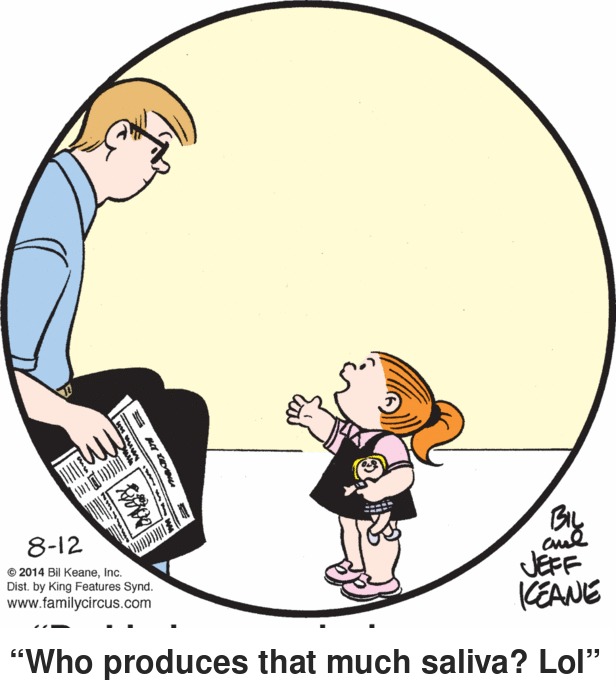 8-12
© 2014 Bil Keane, Inc.
Dist. by King Features Synd.
www.familycircus.com
BIL
and
JEFF
KEANE
“Who produces that much saliva? Lol”